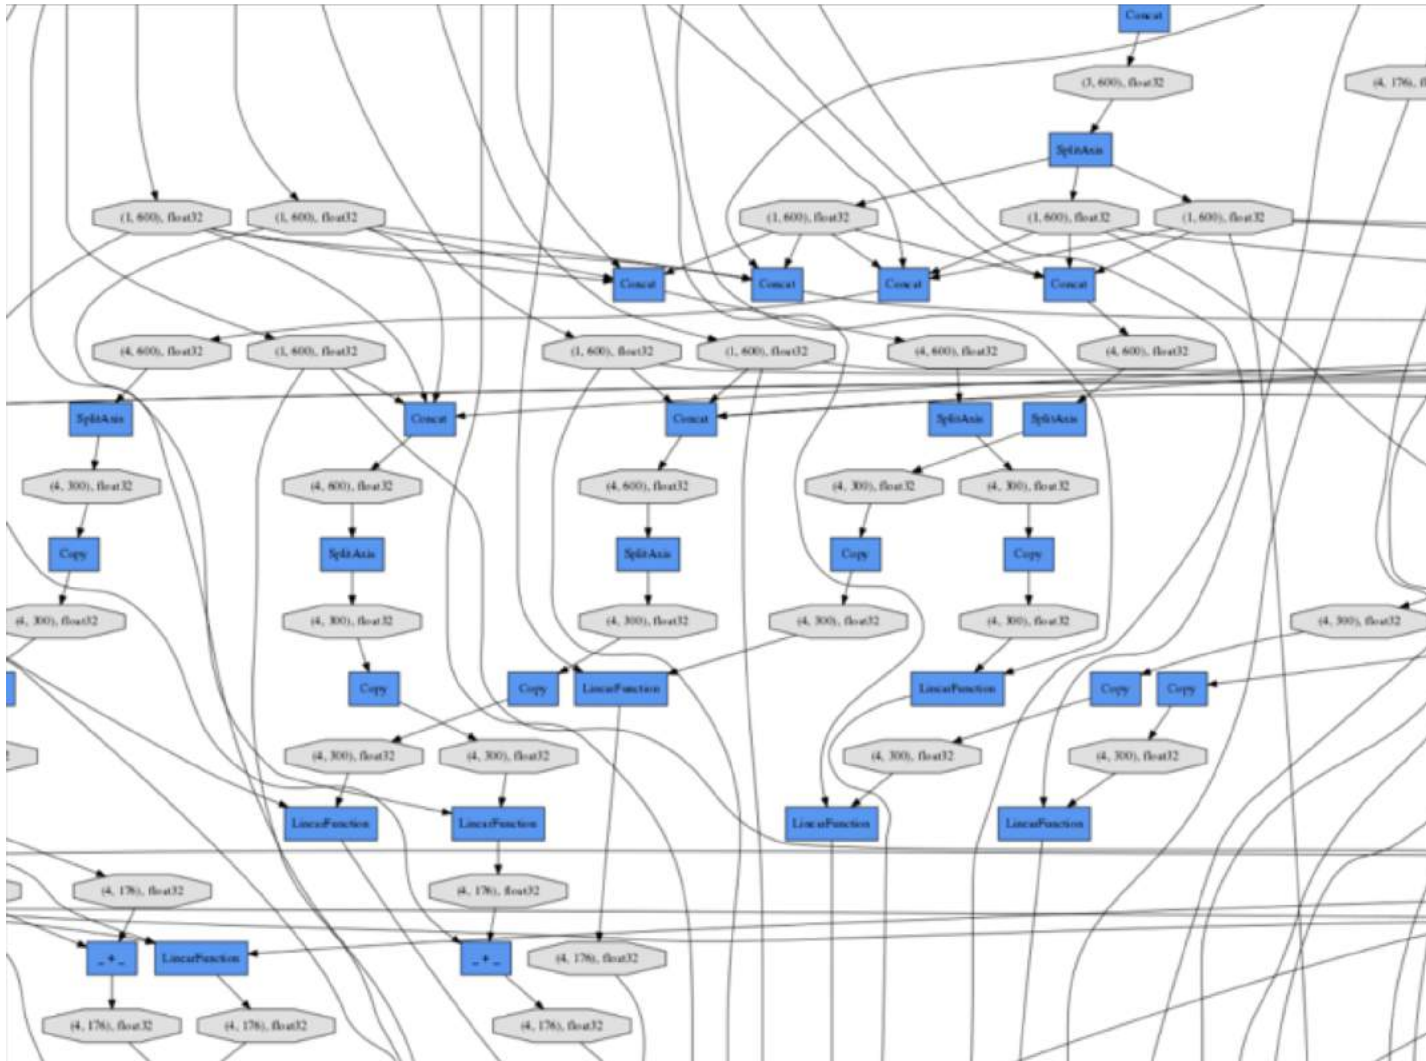 Concat
(3, 600), float32
(4, 176), fl
SplitAxis
(1, 600), float32
(1, 600), float32
(1, 600), float32
(1, 600), float32
(1, 600), float32
Concat
Concat
Concat
Concat
(4, 600), float32
(1, 600), float32
(1, 600), float32
(1, 600), float32
(4, 600), float32
(4, 600), float32
SplitAxis
Concat
Concat
SplitAxis
SplitAxis
(4, 300), float32
(4, 600), float32
(4, 600), float32
(4, 300), float32
(4, 300), float32
Copy
SplitAxis
SplitAxis
Copy
Copy
(4, 300), float32
(4, 300), float32
(4, 300), float32
(4, 300), float32
(4, 300), float32
(4, 300), float32
Copy
Copy
LinearFunction
LinearFunction
Copy
Copy
2
(4, 300), float32
(4, 300), float32
(4, 300), float32
(4, 300), float32
LinearFunction
LinearFunction
LinearFunction
LinearFunction
(4, 176), float32
(4, 176), float32
_ + _
LinearFunction
_ + _
(4, 176), float32
(4, 176), float32
(4, 176), float32
(4, 176), float32